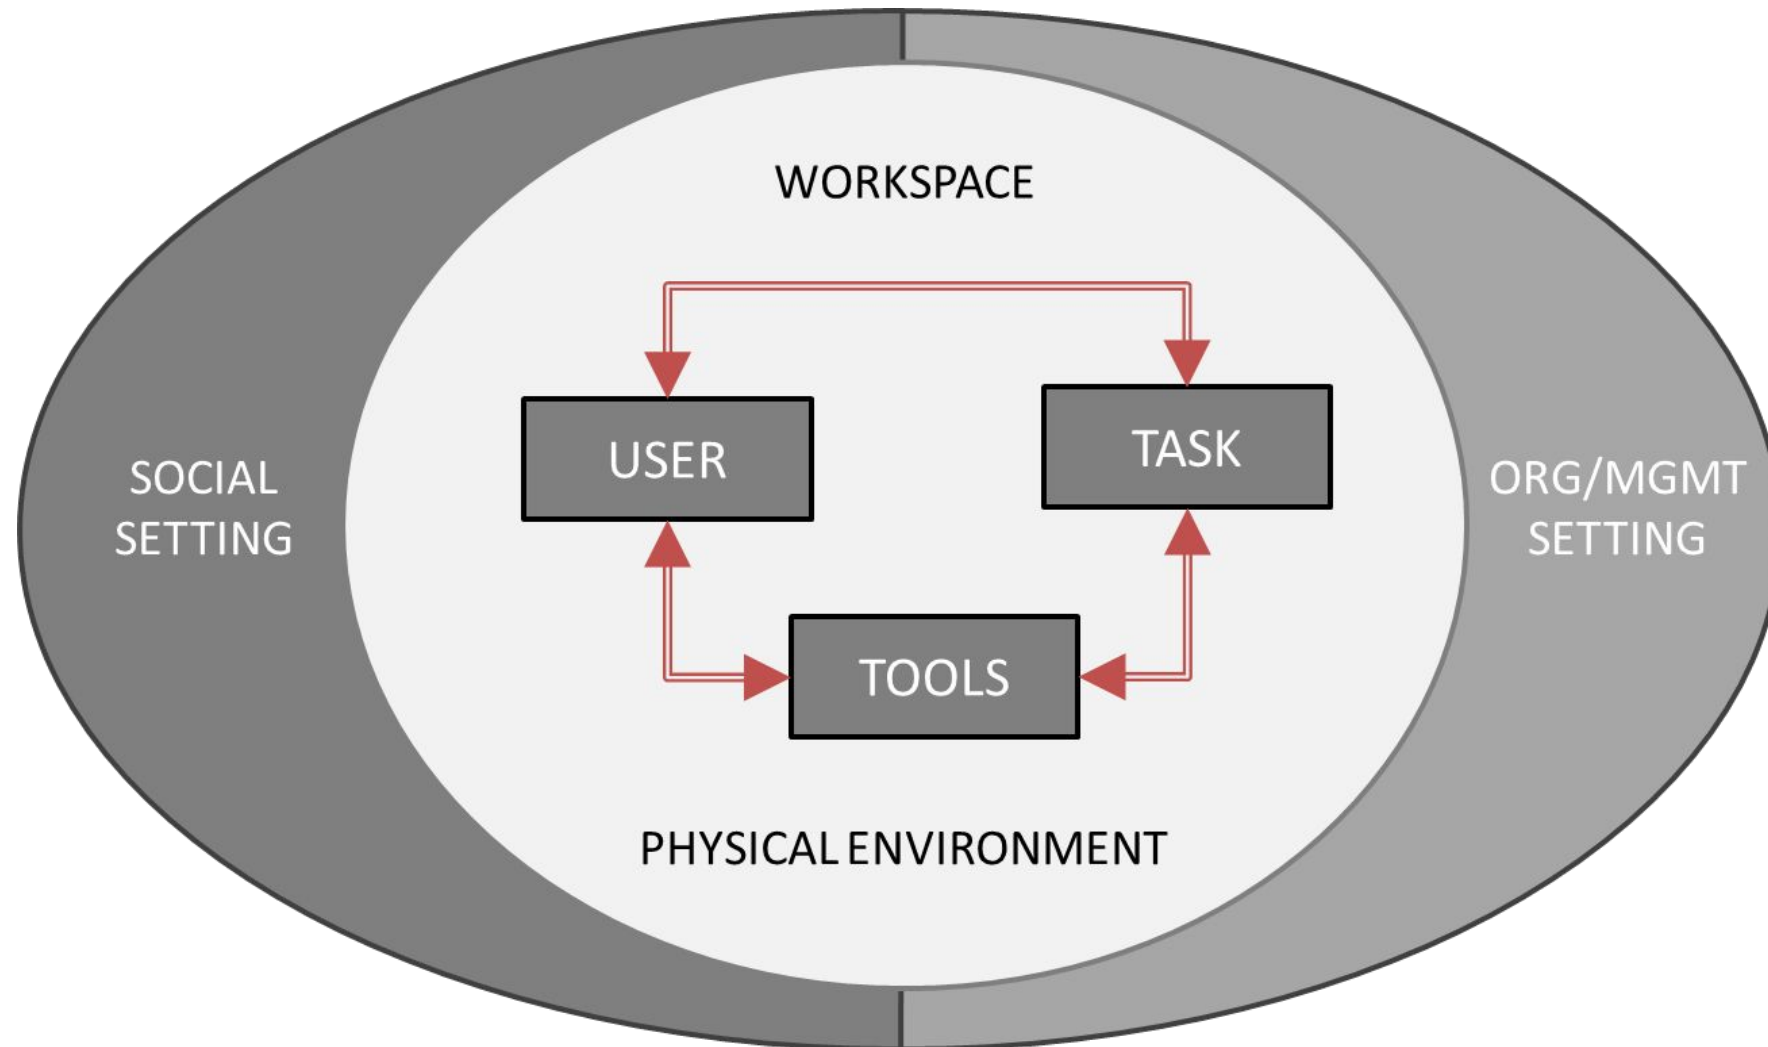 WORKSPACE
USER
TASK
SOCIAL
SETTING
ORG/MGMT
SETTING
TOOLS
PHYSICAL ENVIRONMENT